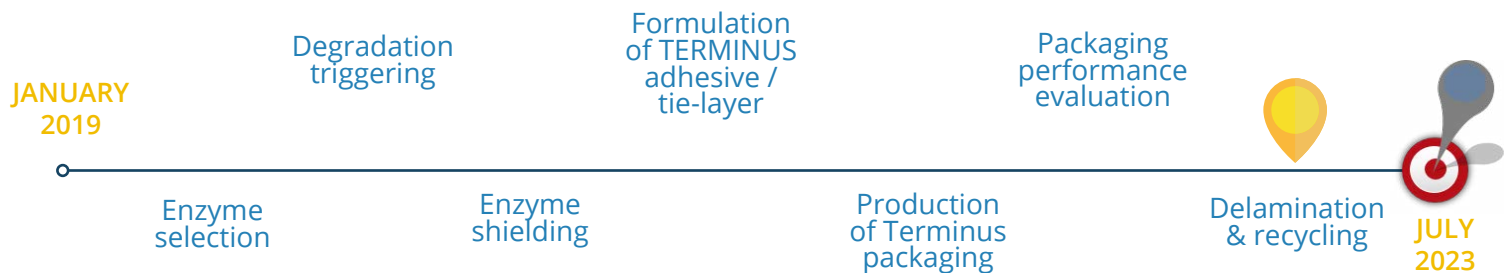 JANUARY
2019
Enzyme
selection
Degradation
triggering
Enzyme
shielding
Formulation
of TERMINUS
adhesive /
tie-layer
Production
of Terminus
packaging
Packaging
performance
evaluation
Delamination
& recycling
JULY
2023